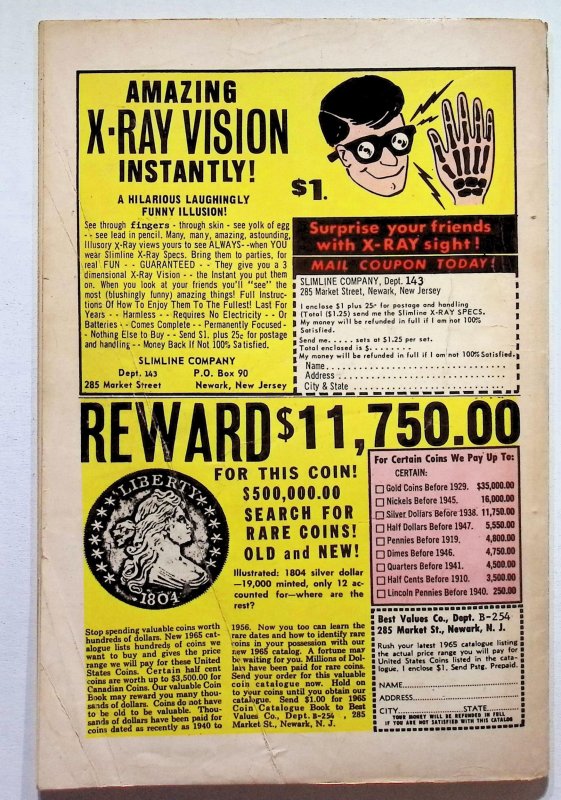 AMAZING
X-RAY VISION
INSTANTLY!
A HILARIOUS LAUGHINGLY
FUNNY ILLUSION!
$1.
See through fingers - through skin - see yolk of egg
- - see lead in pencil. Many, many, amazing, astounding,
Illusory X-Ray views yours to see ALWAYS- -when YOU
wear Slimline X-Ray Specs. Bring them to parties, for
real FUN - - GUARANTEED - - They give you a 3
dimensional X-Ray Vision - - the Instant you put them
on. When you look at your friends you'll "see" the
most (blushingly funny) amazing things! Full Instruc-
tions Of How To Enjoy Them To The Fullest! Last For
Years - - Harmless - - Requires No Electricity - - Or
Batteries - - Comes Complete - - Permanently Focused -
- Nothing Else to Buy - - Send $1. plus 25¢ for postage
and handling - - Money Back If Not 100% Satisfied.
SLIMLINE COMPANY
Dept. 143 P.O. Box 90
285 Market Street Newark, New Jersey
Surprise your friends
with X-RAY sight!
MAIL COUPON TODAY!
SLIMLINE COMPANY, Dept. 143
285 Market Street, Newark, New Jersey
I enclose $1 plus 25¢ for postage and handling
(Total $1.25) send me the Slimline X-RAY SPECS.
My money will be refunded in full if I am not 100%
Satisfied.
Send me..... sets at $1.25 per set.
Total enclosed is $.......
My money will be refunded in full if I am not 100% Satisfied.
Name
Address
City & State
REWARD $11,750.00
FOR THIS COIN!
$500,000.00
SEARCH FOR
RARE COINS!
OLD and NEW!
LIBERTY
1804
Illustrated: 1804 silver dollar
—19,000 minted, only 12 ac-
counted for—where are the
rest?
Stop spending valuable coins worth
hundreds of dollars. New 1965 cat-
alogue lists hundreds of coins we
want to buy and gives the price
range we will pay for these United
States Coins. Certain half cent
coins are worth up to $3,500.00 for
Canadian Coins. Our valuable Coin
Book may reward you many thou-
sands of dollars. Coins do not have
to be old to be valuable. Thou-
sands of dollars have been paid for
coins dated as recently as 1940 to
1956. Now you too can learn the
rare dates and how to identify rare
coins in your possession with our
new 1965 catalog. A fortune may
be waiting for you. Millions of Dol-
lars have been paid for rare coins.
Send your order for this valuable
coin catalogue now. Hold on
to your coins until you obtain our
catalogue. Send $1.00 for 1965
Coin Catalogue Book to Best
Values Co., Dept. B-254 , 285
Market St., Newark, N. J.
For Certain Coins We Pay Up To:
CERTAIN:
Gold Coins Before 1929. $35,000.00
Nickels Before 1945. 16,000.00
Silver Dollars Before 1938. 11,750.00
Half Dollars Before 1947. 5,550.00
Pennies Before 1919. 4,800.00
Dimes Before 1946. 4,750.00
Quarters Before 1941. 4,500.00
Half Cents Before 1910. 3,500.00
Lincoln Pennies Before 1940. 250.00
Best Values Co., Dept. B-254
285 Market St., Newark, N. J.
Rush your latest 1965 catalogue listing
the actual price range you will pay for
United States Coins listed in the cata-
logue. I enclose $1. Send Pstg. Prepaid.
NAME
ADDRESS
CITY STATE
YOUR MONEY WILL BE REFUNDED IN FULL
IF YOU ARE NOT SATISFIED WITH THIS CATALOG